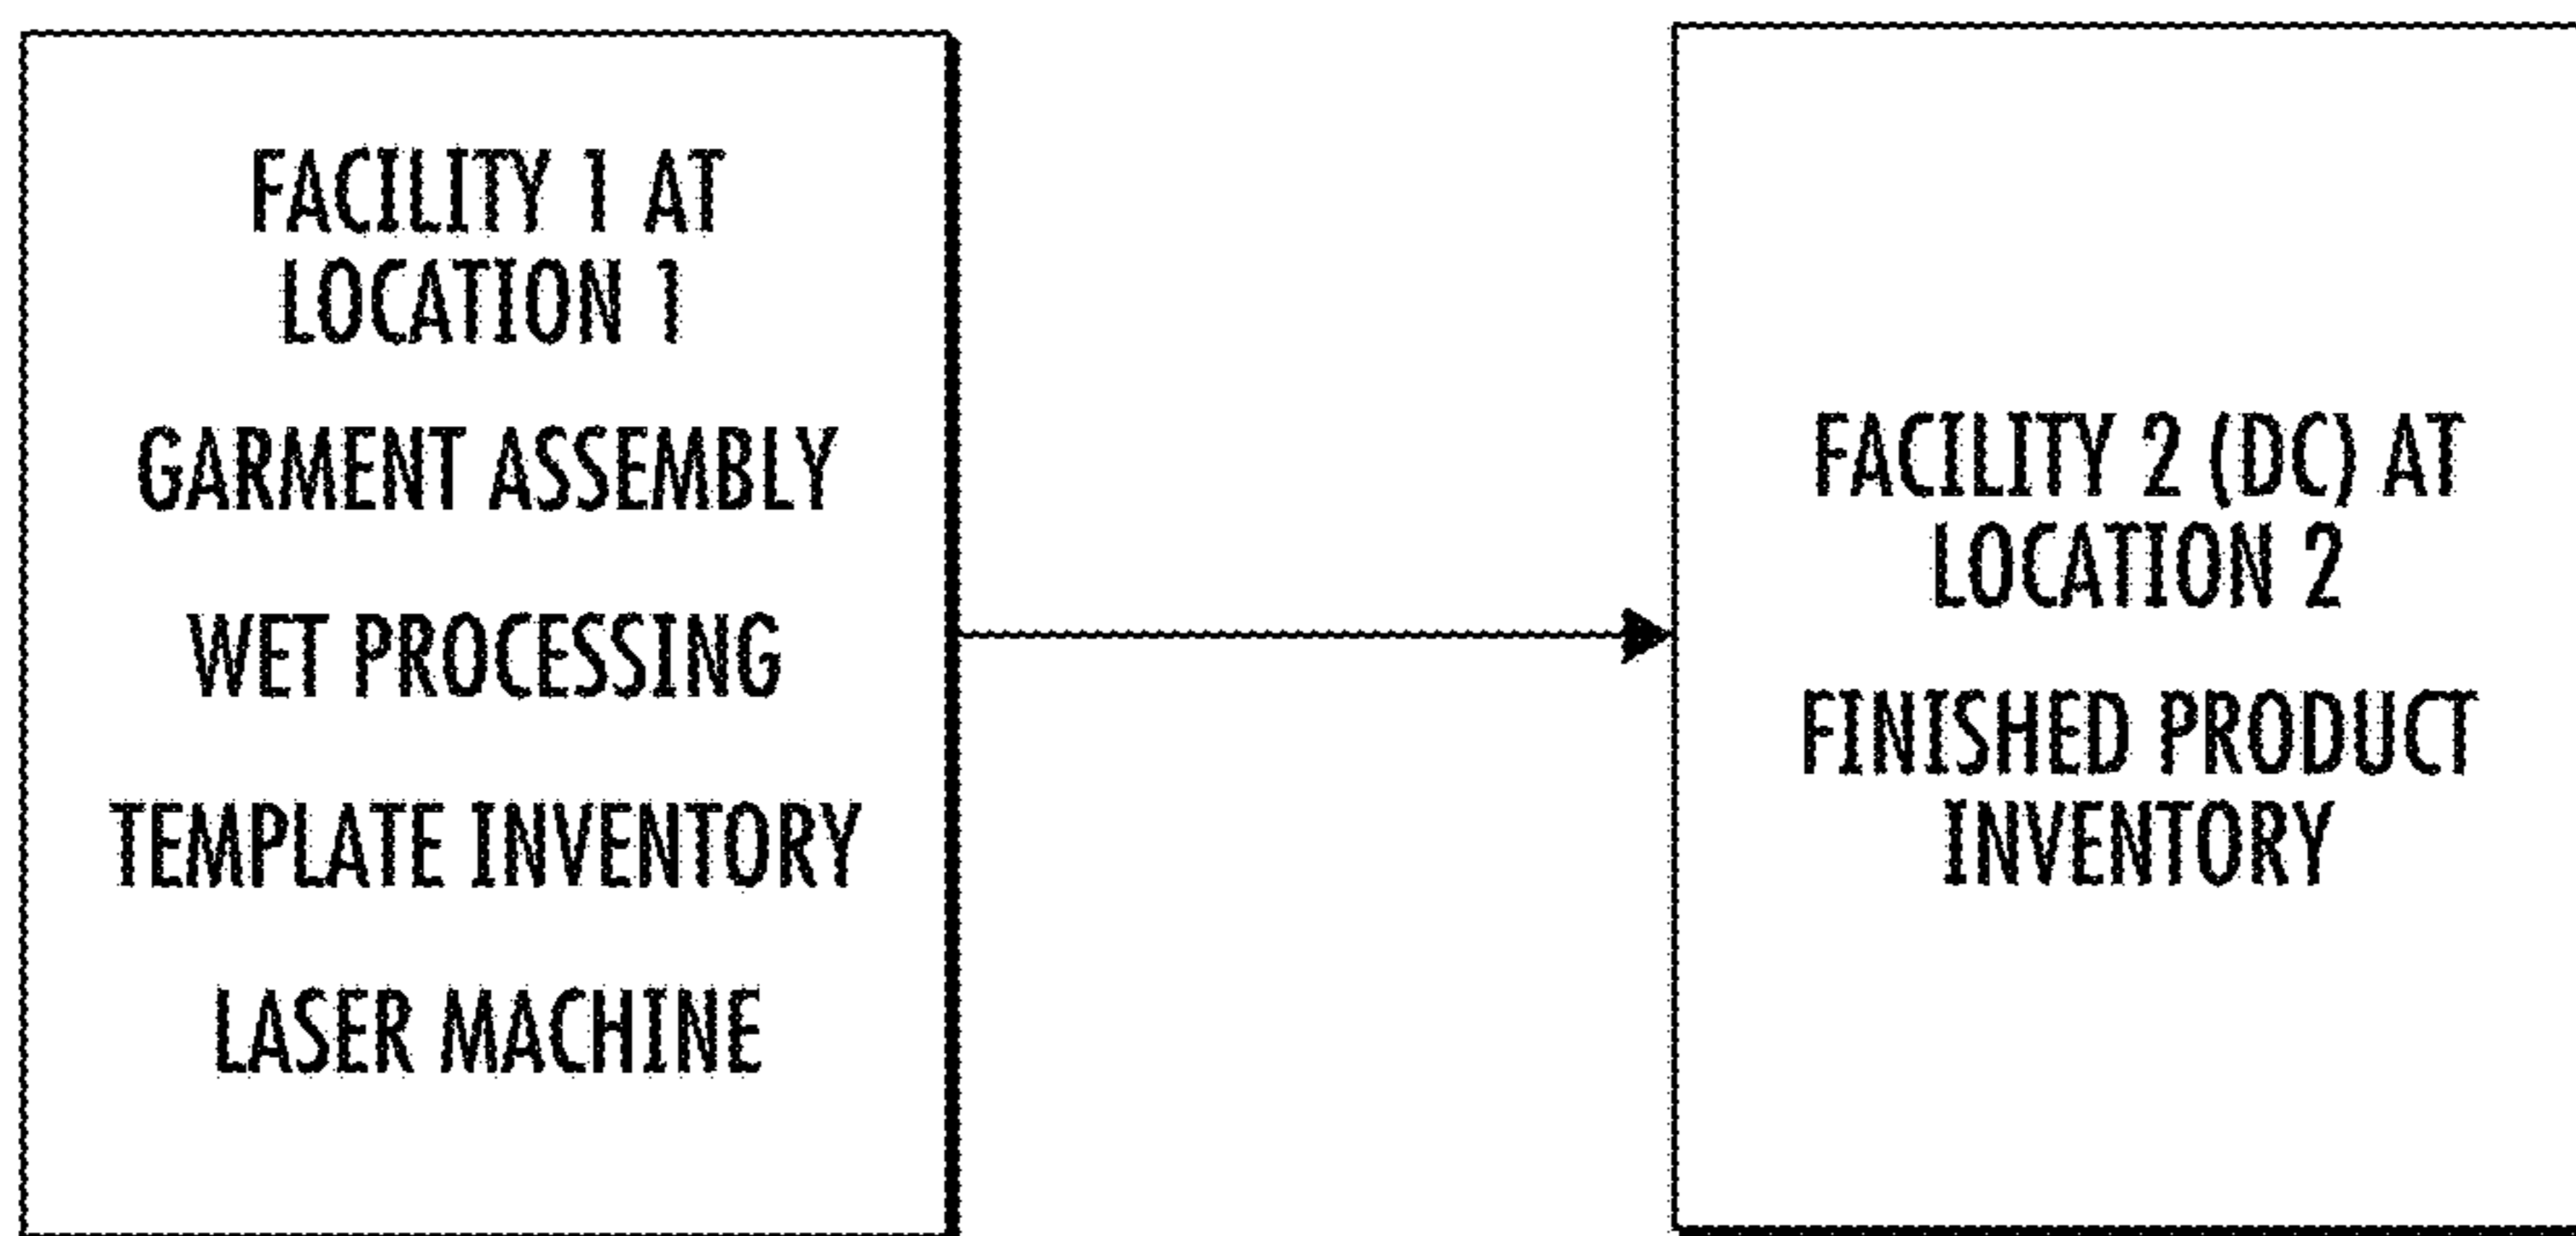 FACILITY 1 AT
LOCATION 1
GARMENT ASSEMBLY
WET PROCESSING
TEMPLATE INVENTORY
LASER MACHINE
FACILITY 2 (DC) AT
LOCATION 2
FINISHED PRODUCT
INVENTORY